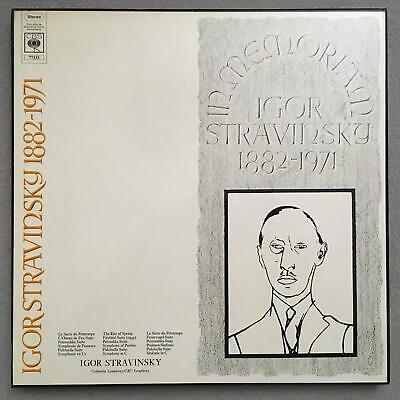 Stereo
CBS
IGOR STRAVINSKY 1882-1971
IN MEMORIAM
IGOR
STRAVINSKY
1882-1971
Le Sacre du Printemps
L'Oiseau de Feu Suite
Petrouchka Suite
Symphonie de Psaumes
Pulcinella Suite
Symphonie en Ut
The Rite of Spring
Firebird Suite (1945)
Petrushka Suite
Symphony of Psalms
Pulcinella Suite
Symphony in C
Le Sacre du Printemps
Feuervogel Suite
Petruschka Suite
Psalmen-Sinfonie
Pulcinella Suite
Sinfonie in C
IGOR STRAVINSKY
Columbia Symphony/CBC Symphony